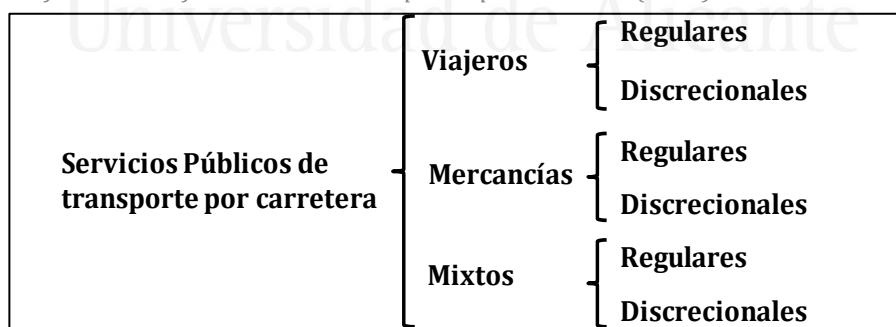 Universidad de Alicante
Viajeros
Regulares
Discrecionales
Servicios Públicos de
transporte por carretera
Mercancías
Regulares
Discrecionales
Mixtos
Regulares
Discrecionales